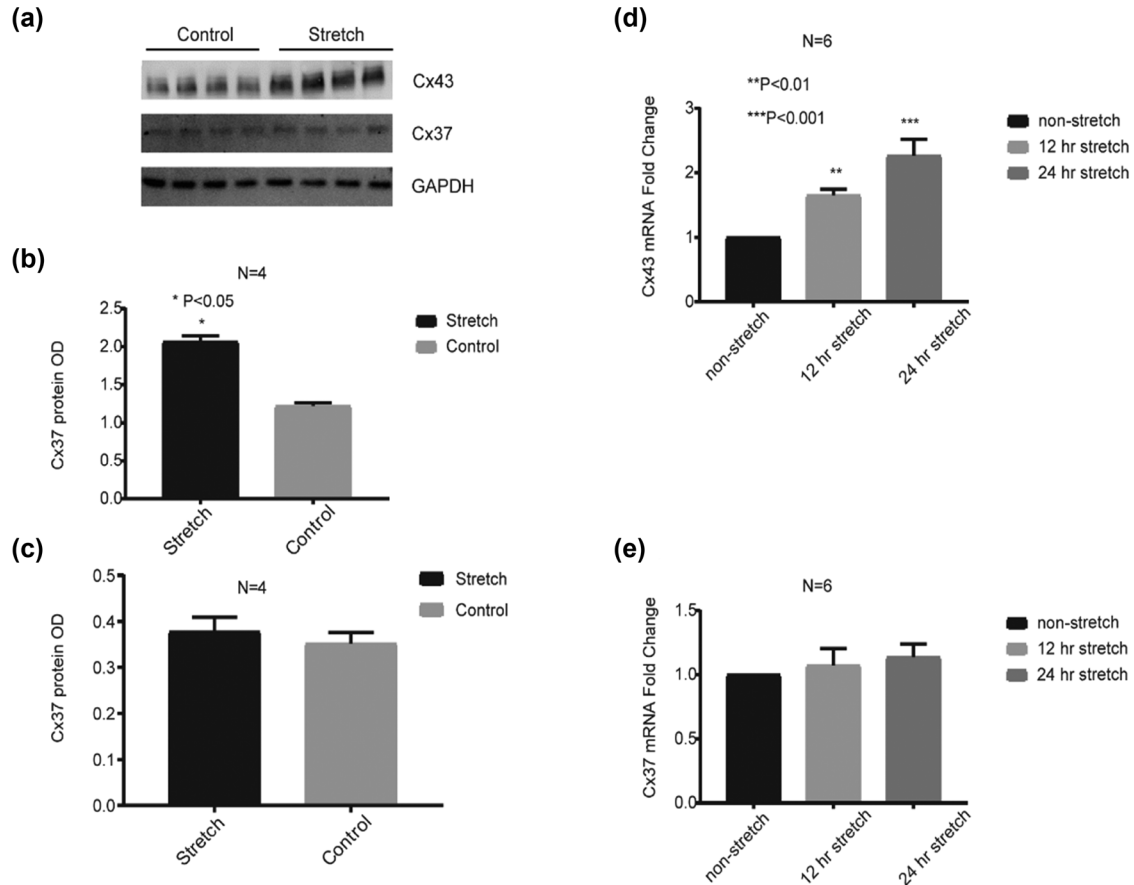 (a)
Control Stretch
Cx43
Cx37
GAPDH
(b)
N=4
* P<0.05
*
Cx37 protein OD
2.5
2.0
1.5
1.0
0.5
0.0
Stretch
Control
Stretch
Control
(c)
N=4
Cx37 protein OD
0.5
0.4
0.3
0.2
0.1
0.0
Stretch
Control
Stretch
Control
(d)
N=6
**P<0.01
***P<0.001
Cx43 mRNA Fold Change
3
2
1
0
**
***
non-stretch
12 hr stretch
24 hr stretch
non-stretch
12 hr stretch
24 hr stretch
(e)
N=6
Cx37 mRNA Fold Change
1.5
1.0
0.5
0.0
non-stretch
12 hr stretch
24 hr stretch
non-stretch
12 hr stretch
24 hr stretch